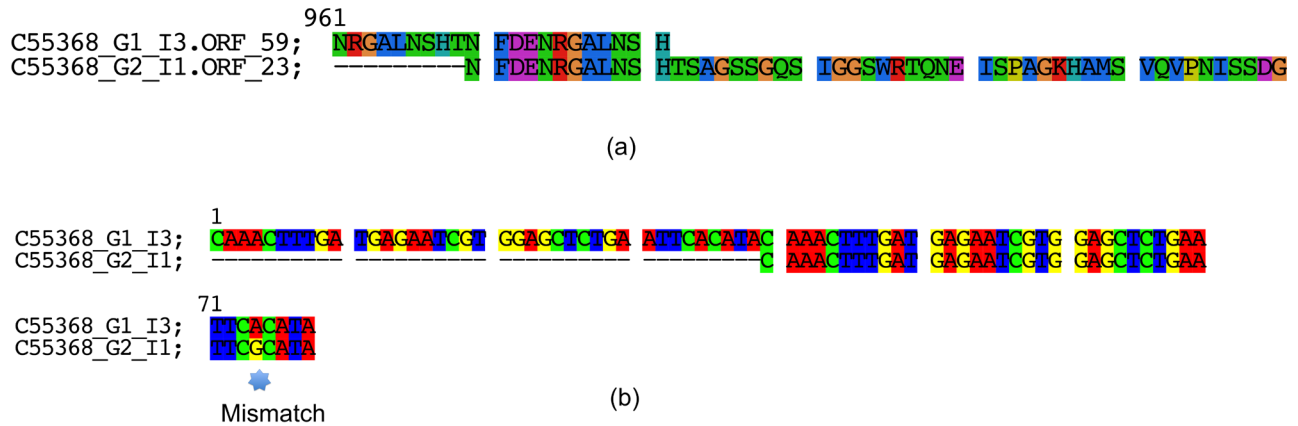 961
C55368_G1_I3.ORF_59; NRGALNSHTN FDENRGALNS H
C55368_G2_I1.ORF_23; ----------N FDENRGALNS HTSAGSSGQS IGGSWRTQNE ISPAGKHAMS VQVPNISSDG
(a)
1
C55368_G1_I3; CAAACTTTGA TGAGAATCGT GGAGCTCTGA ATTCACATAC AAACTTTGAT GAGAATCGTG GAGCTCTGAA
C55368_G2_I1; ---------- ---------- ---------- ---------C AAACTTTGAT GAGAATCGTG GAGCTCTGAA
71
C55368_G1_I3; TTCACATA
C55368_G2_I1; TTCGCATA
Mismatch
(b)